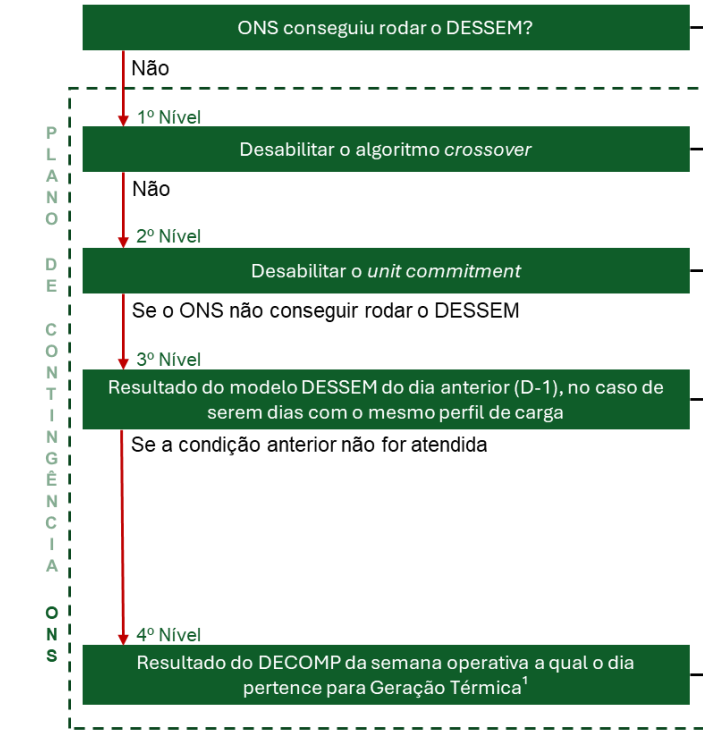 ONS conseguiu rodar o DESSEM?
Não
1º Nível
Desabilitar o algoritmo crossover
Não
2º Nível
Desabilitar o unit commitment
Se o ONS não conseguir rodar o DESSEM
3º Nível
Resultado do modelo DESSEM do dia anterior (D-1), no caso de
serem dias com o mesmo perfil de carga
Se a condição anterior não for atendida
4º Nível
Resultado do DECOMP da semana operativa a qual o dia
pertence para Geração Térmica¹
PLANO DE CONTINGÊNCIA ONS